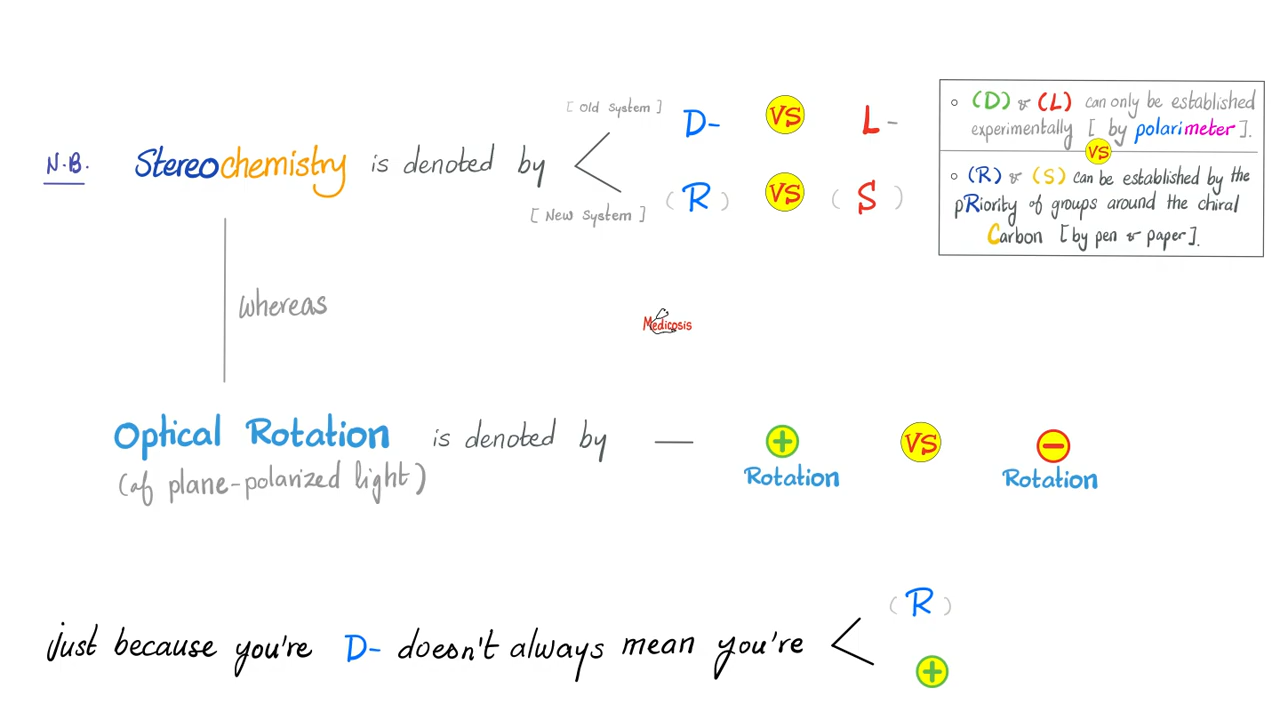 [ Old System ]
D- VS L-
N.B. Stereochemistry is denoted by
(R) VS (S)
[ New System ]
◦ (D) & (L) can only be established
experimentally [ by polarimeter ].
VS
◦ (R) & (S) can be established by the
pRiority of groups around the chiral
Carbon [by pen & paper].
whereas
Medicosis
Optical Rotation is denoted by — + VS −
(of plane-polarized light)
Rotation Rotation
(R)
just because you're D- doesn't always mean you're
+